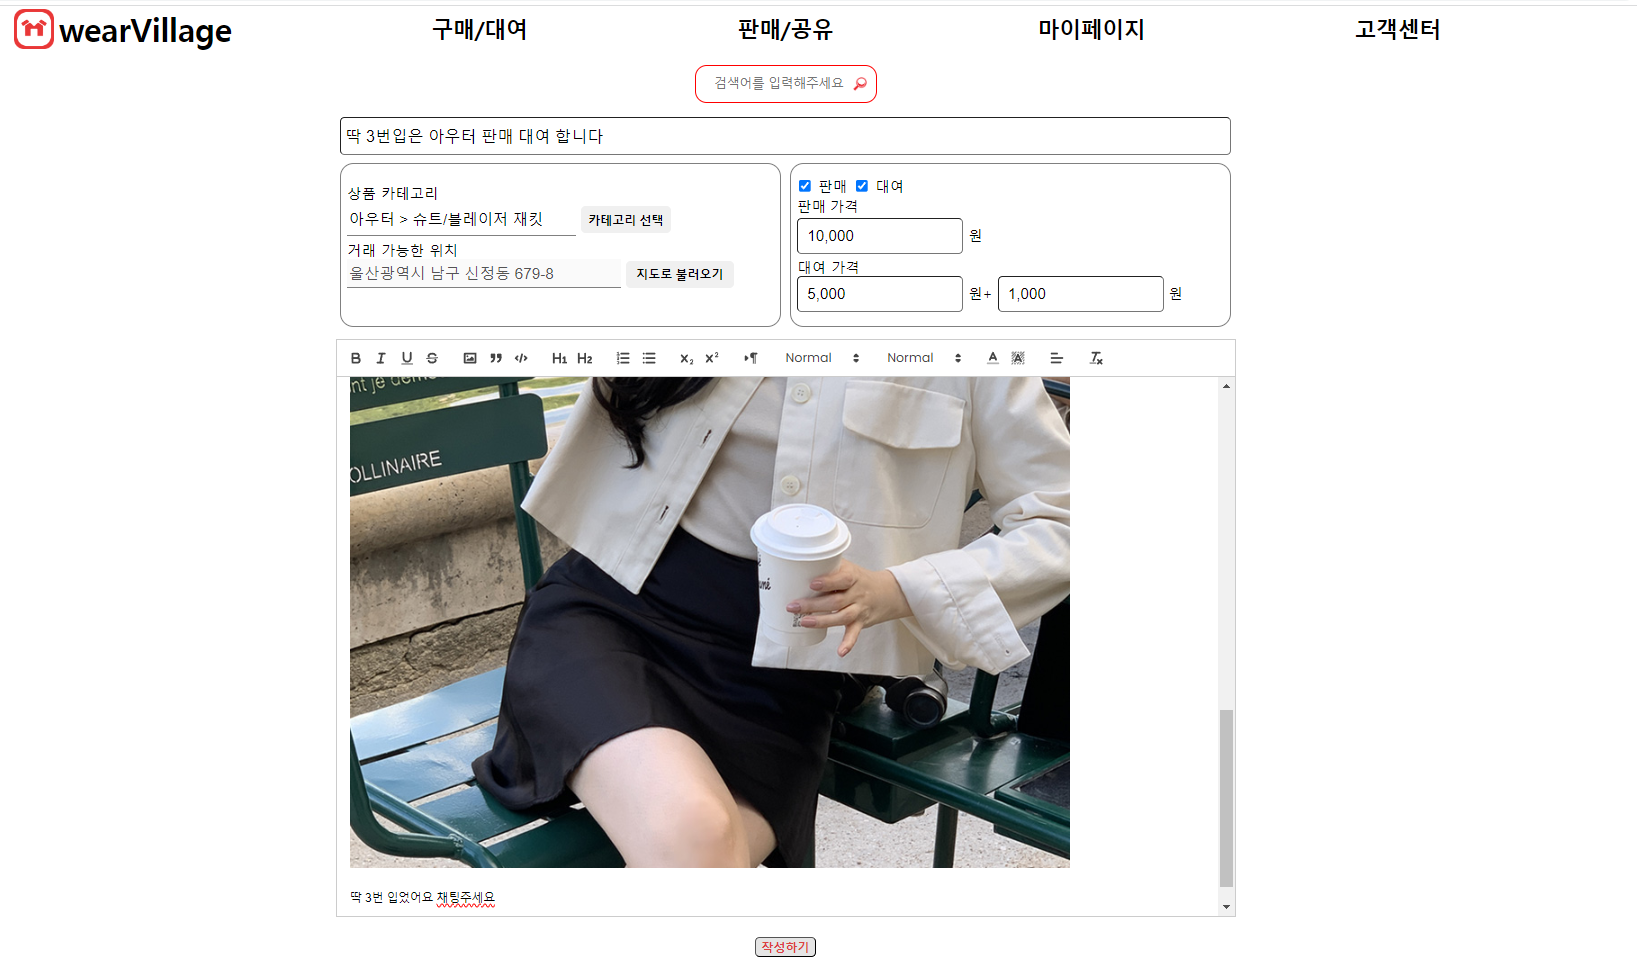 wearVillage
구매/대여
판매/공유
마이페이지
고객센터
검색어를 입력해주세요
딱 3번입은 아우터 판매 대여 합니다
상품 카테고리
아우터 > 슈트/블레이저 재킷
카테고리 선택
거래 가능한 위치
울산광역시 남구 신정동 679-8
지도로 불러오기
판매 대여
판매 가격
10,000 원
대여 가격
5,000 원+ 1,000 원
B I U S H1 H2 X2 X2 Normal Normal A A Tx
nt je dem
OLLINAIRE
딱 3번 입었어요 채팅주세요
작성하기